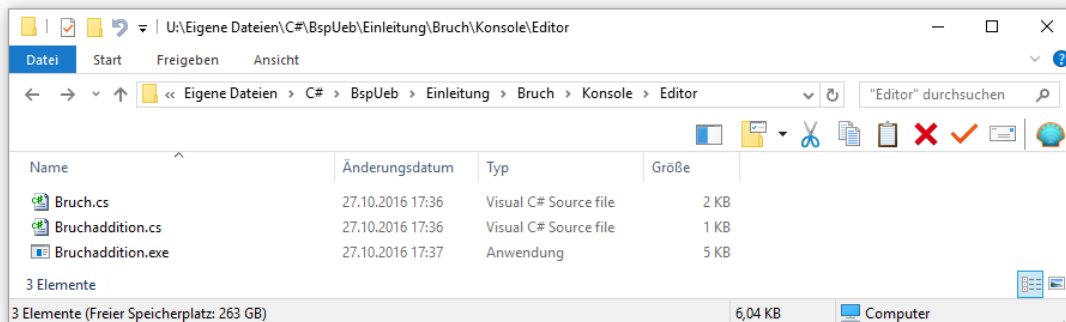 U:\Eigene Dateien\C#\BspUeb\Einleitung\Bruch\Konsole\Editor
Datei Start Freigeben Ansicht
« Eigene Dateien > C# > BspUeb > Einleitung > Bruch > Konsole > Editor "Editor" durchsuchen
Name Änderungsdatum Typ Größe
Bruch.cs 27.10.2016 17:36 Visual C# Source file 2 KB
Bruchaddition.cs 27.10.2016 17:36 Visual C# Source file 1 KB
Bruchaddition.exe 27.10.2016 17:37 Anwendung 5 KB
3 Elemente
3 Elemente (Freier Speicherplatz: 263 GB) 6,04 KB Computer